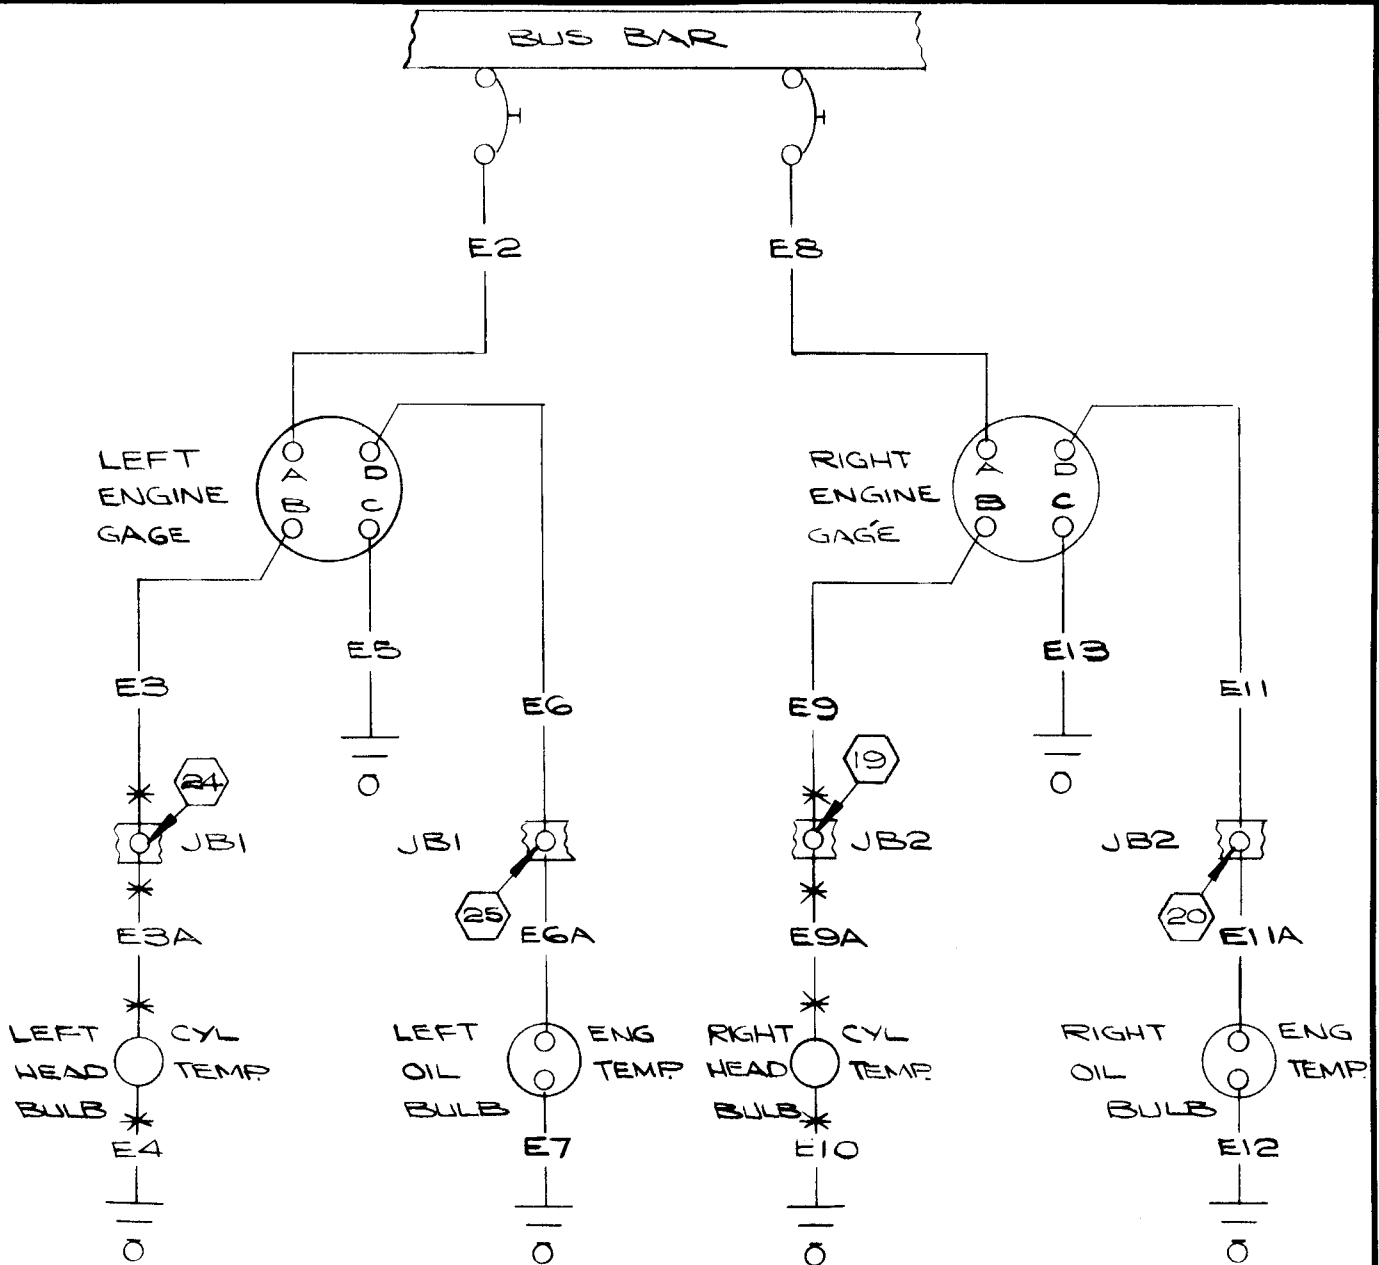 BUS BAR
E2
E8
LEFT
ENGINE
GAGE
A
D
B
C
RIGHT
ENGINE
GAGE
A
D
B
C
E3
E5
E6
E9
E13
E11
24
JB1
JB1
25
19
JB2
JB2
20
E3A
E6A
E9A
E11A
LEFT CYL
HEAD TEMP.
BULB
LEFT ENG
OIL TEMP
BULB
RIGHT CYL
HEAD TEMP.
BULB
RIGHT ENG
OIL TEMP.
BULB
E4
E7
E10
E12